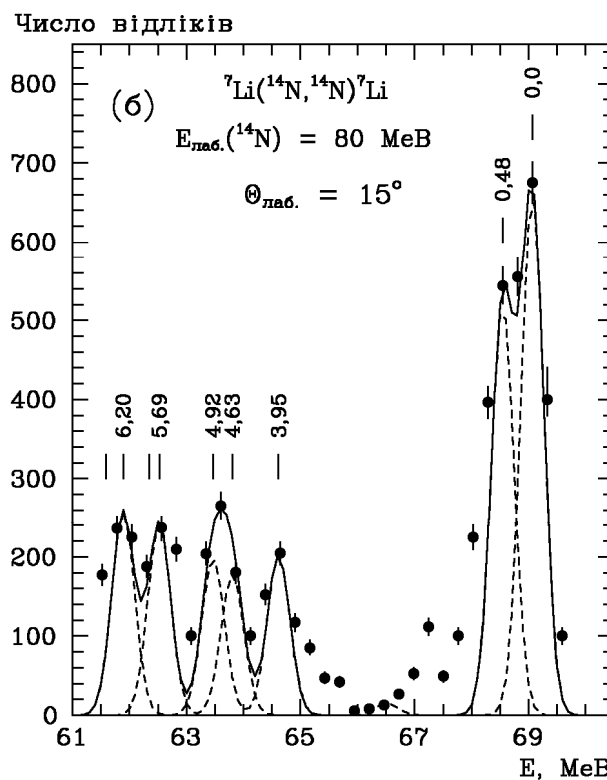 Число відліків
(б)
⁷Li(¹⁴N,¹⁴N)⁷Li
Eлаб.(¹⁴N) = 80 МеВ
Θлаб. = 15°
0,0
0,48
6,20
5,69
4,92
4,63
3,95
800
700
600
500
400
300
200
100
0
61 63 65 67 69
E, МеВ